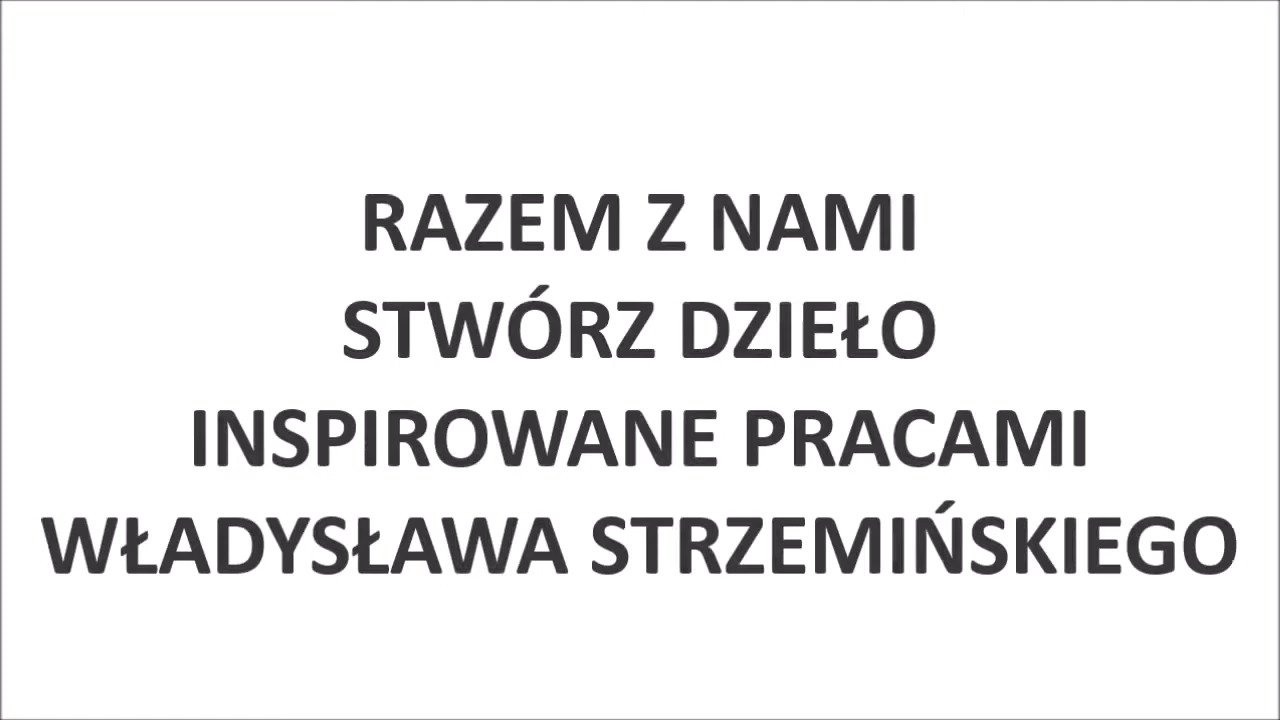 RAZEM Z NAMI
STWÓRZ DZIEŁO
INSPIROWANE PRACAMI
WŁADYSŁAWA STRZEMIŃSKIEGO